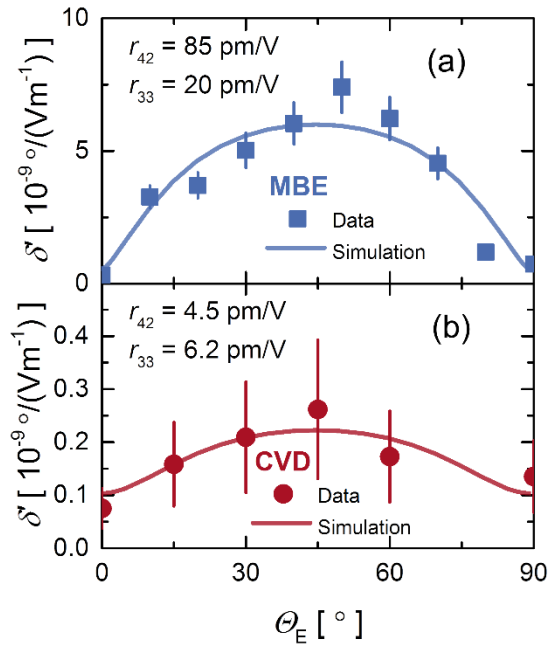 10
r42 = 85 pm/V
(a)
r33 = 20 pm/V
5
MBE
Data
Simulation
0
δ' [ 10-9 °/(Vm-1) ]
r42 = 4.5 pm/V
(b)
0.4
r33 = 6.2 pm/V
0.3
0.2
CVD
0.1
Data
Simulation
0.0
δ' [ 10-9 °/(Vm-1) ]
0 30 60 90
ΘE [ ° ]